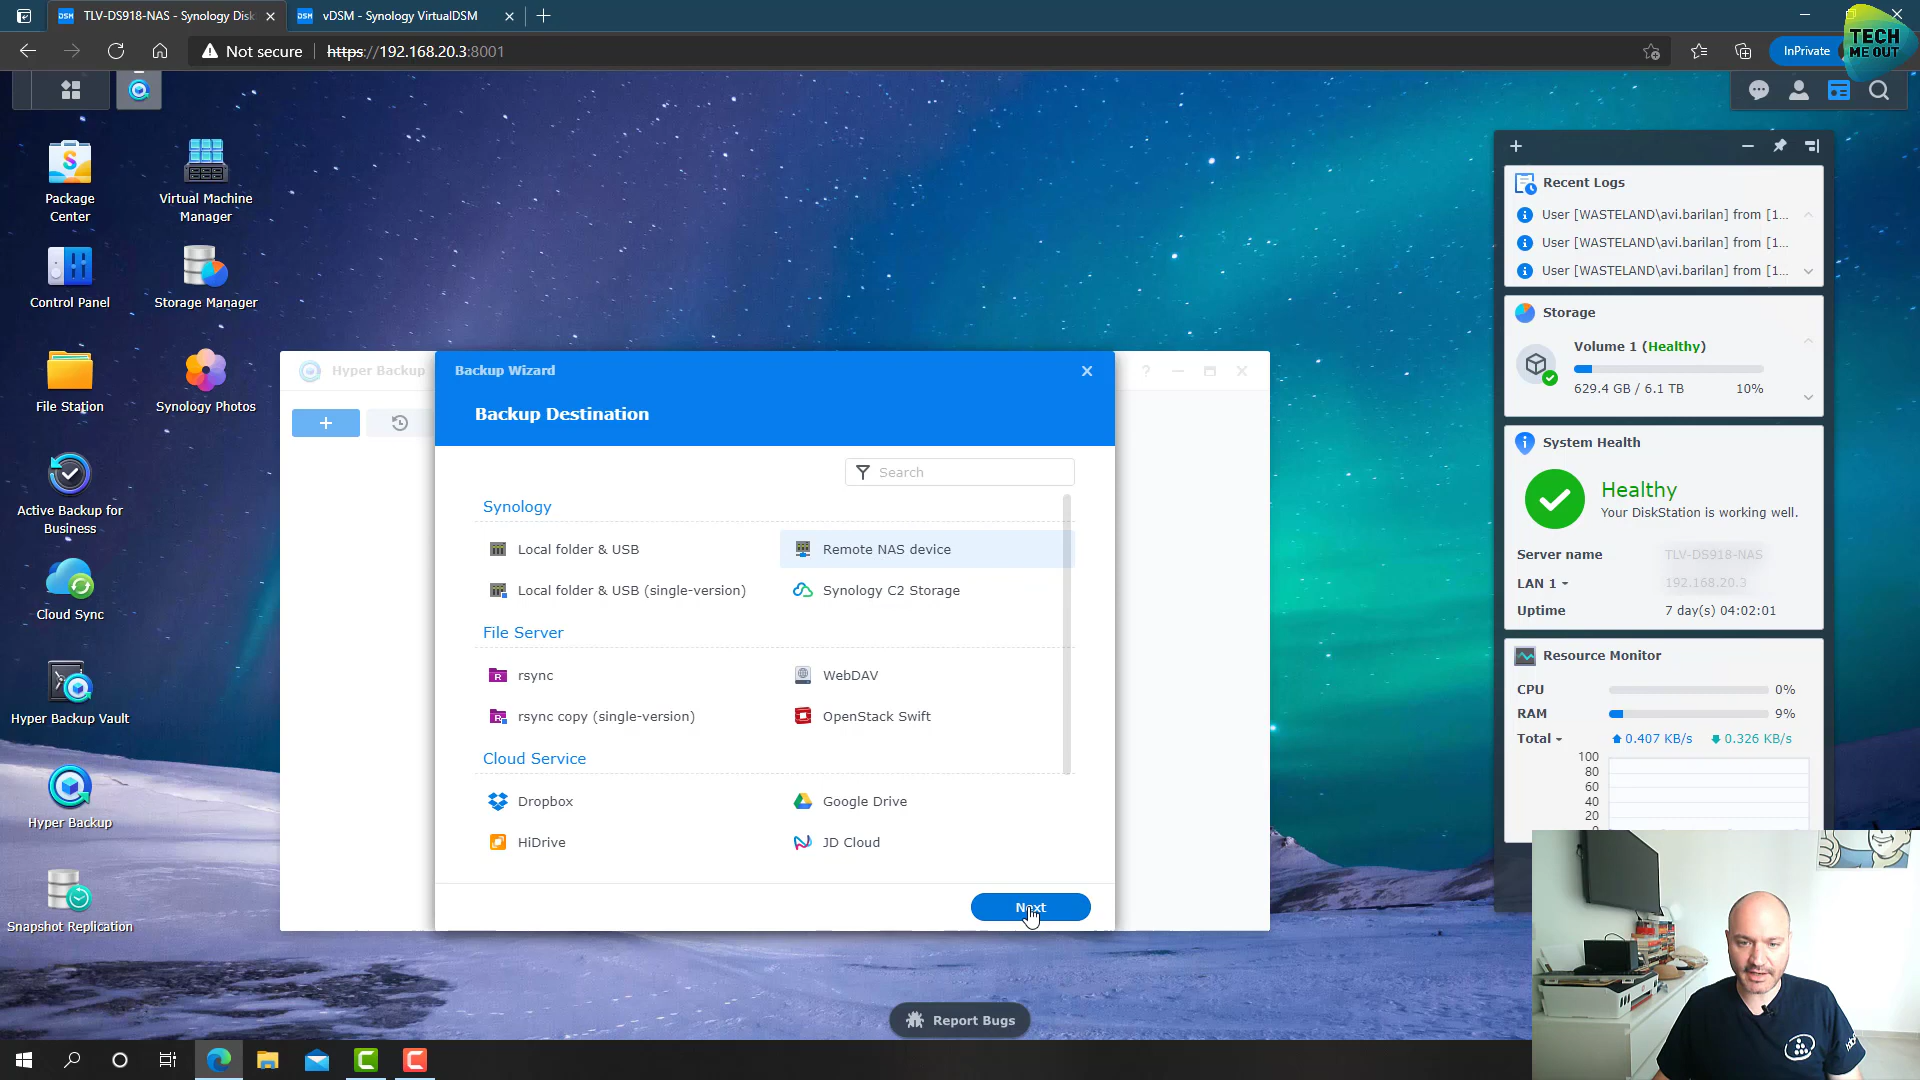 TLV-DS918-NAS - Synology Disk
vDSM - Synology VirtualDSM
Not secure
https://192.168.20.3:8001
InPrivate
TECH
ME OUT
Package
Center
Virtual Machine
Manager
Control Panel
Storage Manager
File Station
Synology Photos
Active Backup for
Business
Cloud Sync
Hyper Backup Vault
Hyper Backup
Snapshot Replication
Hyper Backup
Backup Wizard
Backup Destination
Search
Synology
Local folder & USB
Remote NAS device
Local folder & USB (single-version)
Synology C2 Storage
File Server
rsync
WebDAV
rsync copy (single-version)
OpenStack Swift
Cloud Service
Dropbox
Google Drive
HiDrive
JD Cloud
Next
Recent Logs
User [WASTELAND\avi.barilan] from [1...
User [WASTELAND\avi.barilan] from [1...
User [WASTELAND\avi.barilan] from [1...
Storage
Volume 1 (Healthy)
629.4 GB / 6.1 TB 10%
System Health
Healthy
Your DiskStation is working well.
Server name TLV-DS918-NAS
LAN 1 192.168.20.3
Uptime 7 day(s) 04:02:01
Resource Monitor
CPU 0%
RAM 9%
Total 0.407 KB/s 0.326 KB/s
100
80
60
40
20
Report Bugs